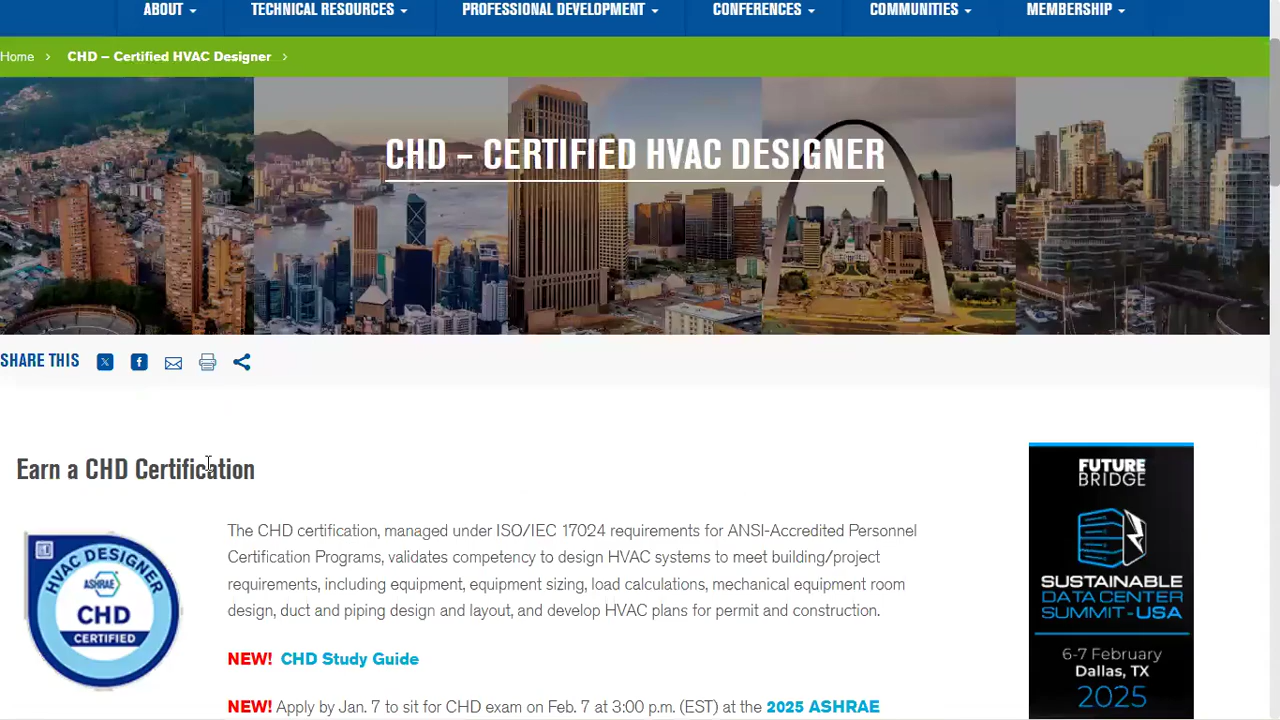 ABOUT TECHNICAL RESOURCES PROFESSIONAL DEVELOPMENT CONFERENCES COMMUNITIES MEMBERSHIP
Home CHD – Certified HVAC Designer
CHD – CERTIFIED HVAC DESIGNER
SHARE THIS
Earn a CHD Certification
HVAC DESIGNER
ASHRAE
CHD
CERTIFIED
The CHD certification, managed under ISO/IEC 17024 requirements for ANSI-Accredited Personnel
Certification Programs, validates competency to design HVAC systems to meet building/project
requirements, including equipment, equipment sizing, load calculations, mechanical equipment room
design, duct and piping design and layout, and develop HVAC plans for permit and construction.
NEW! CHD Study Guide
NEW! Apply by Jan. 7 to sit for CHD exam on Feb. 7 at 3:00 p.m. (EST) at the 2025 ASHRAE
FUTURE
BRIDGE
SUSTAINABLE
DATA CENTER
SUMMIT-USA
6-7 February
Dallas, TX
2025